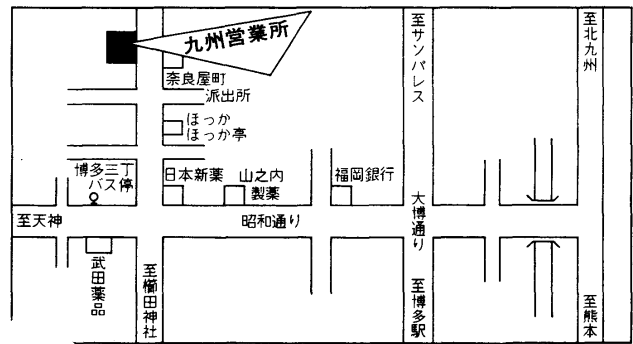 九州営業所
至サンパレス
至北九州
奈良屋町
派出所
ほっか
ほっか亭
博多三丁
バス停
日本新薬
山之内
製薬
福岡銀行
大博通り
至天神
昭和通り
武田薬品
至櫛田神社
至博多駅
至熊本